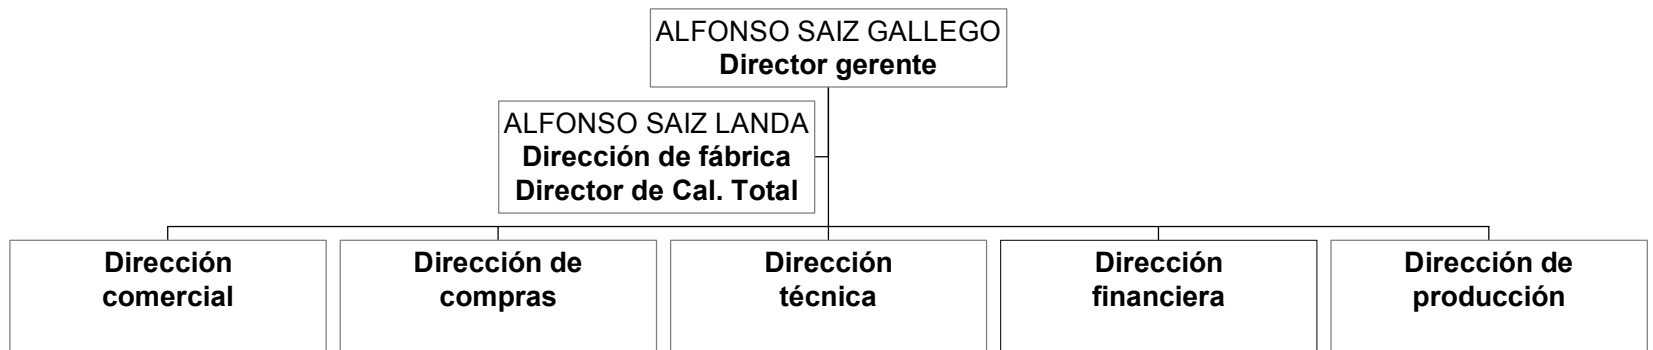 ALFONSO SAIZ GALLEGO
Director gerente
ALFONSO SAIZ LANDA
Dirección de fábrica
Director de Cal. Total
Dirección
comercial
Dirección de
compras
Dirección
técnica
Dirección
financiera
Dirección de
producción